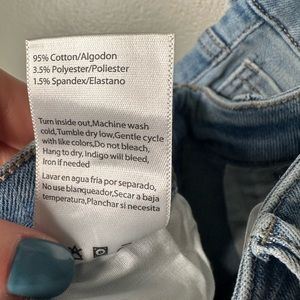 95% Cotton/Algodon
3.5% Polyester/Poliester
1.5% Spandex/Elastano
Turn inside out,Machine wash
cold,Tumble dry low,Gentle cycle
with like colors,Do not bleach,
Hang to dry, Indigo will bleed,
Iron if needed
Lavar en agua fria por separado,
No use blanqueador,Secar a baja
temperatura,Planchar si necesita